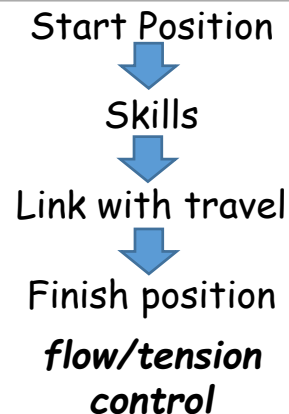 Start Position
Skills
Link with travel
Finish position
flow/tension
control